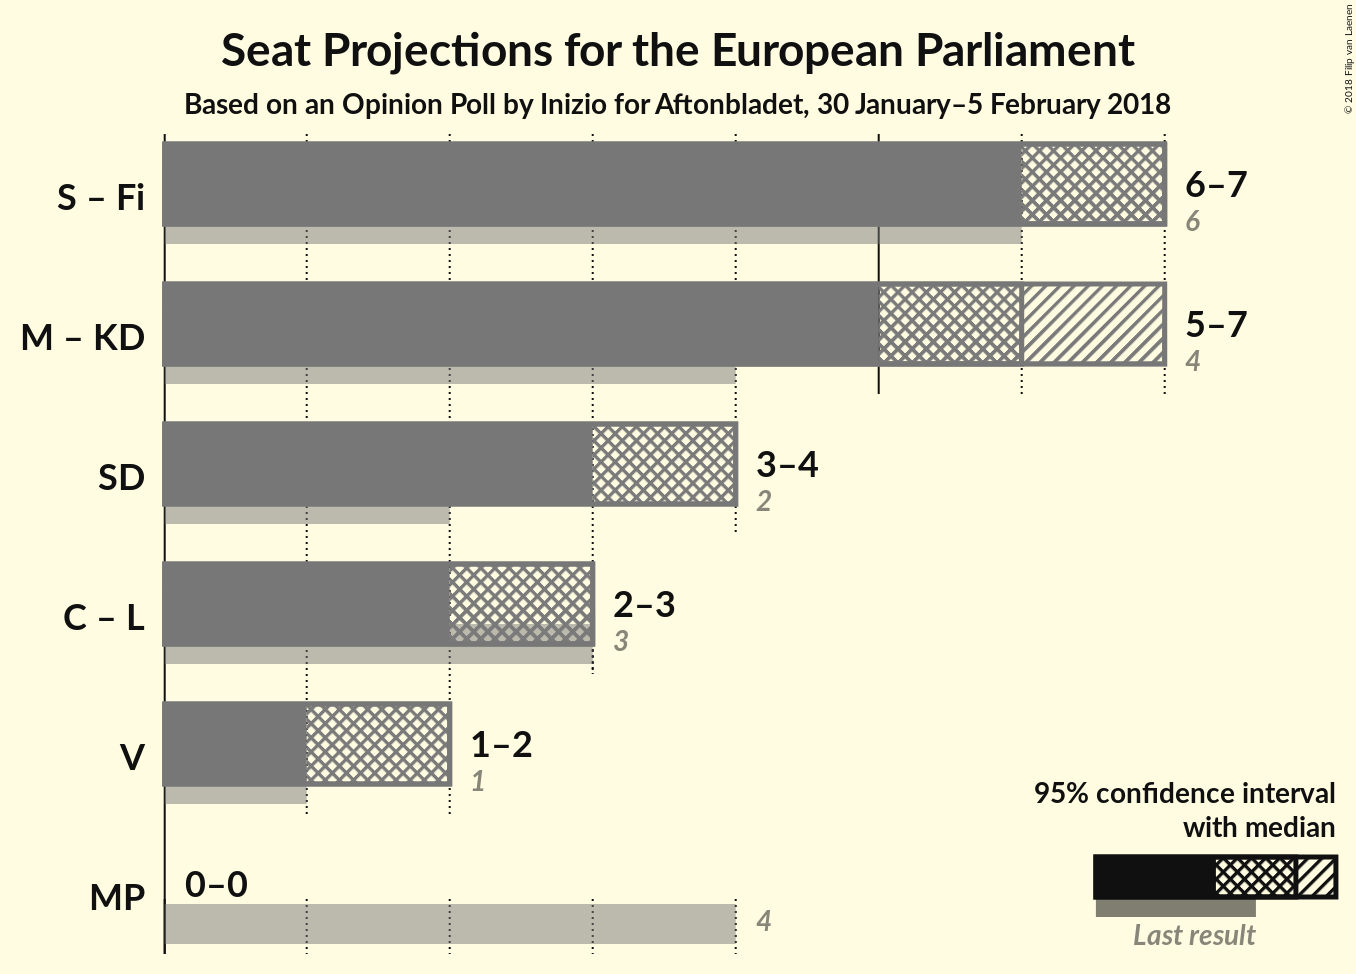 Seat Projections for the European Parliament
Based on an Opinion Poll by Inizio for Aftonbladet, 30 January–5 February 2018
© 2018 Filip van Laenen
S – Fi
6–7
6
M – KD
5–7
4
SD
3–4
2
C – L
2–3
3
V
1–2
1
MP
0–0
4
95% confidence interval
with median
Last result